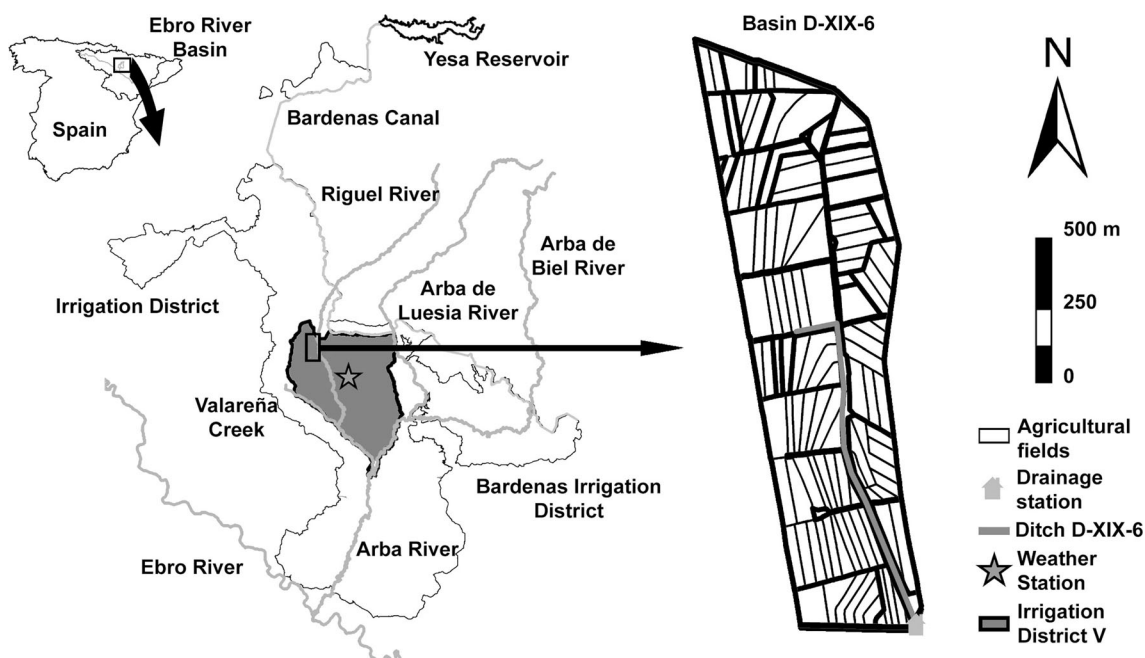 Ebro River
Basin
Spain
Yesa Reservoir
Bardenas Canal
Riguel River
Arba de
Biel River
Arba de
Luesia River
Irrigation District
Valareña
Creek
Bardenas Irrigation
District
Arba River
Ebro River
Basin D-XIX-6
N
500 m
250
0
Agricultural
fields
Drainage
station
Ditch D-XIX-6
Weather
Station
Irrigation
District V